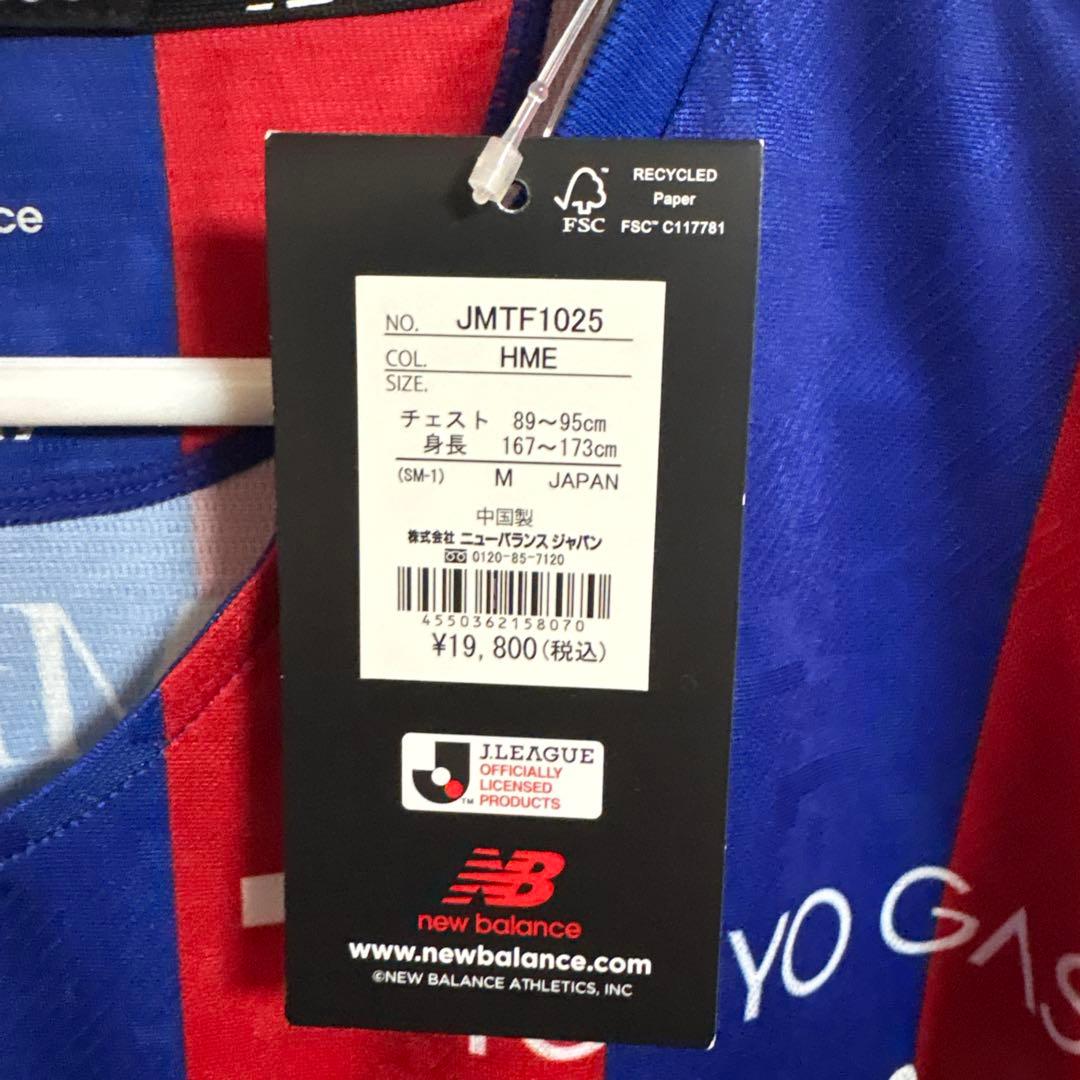 ce
RECYCLED
Paper
FSC™ C117781
FSC
NO. JMTF1025
COL. HME
SIZE.
チェスト 89～95cm
身長 167～173cm
(SM-1) M JAPAN
中国製
株式会社 ニューバランス ジャパン
0120-85-7120
4550362158070
¥19,800(税込)
J.LEAGUE
OFFICIALLY
LICENSED
PRODUCTS
TM
NB
new balance
www.newbalance.com
©NEW BALANCE ATHLETICS, INC
YO GAS